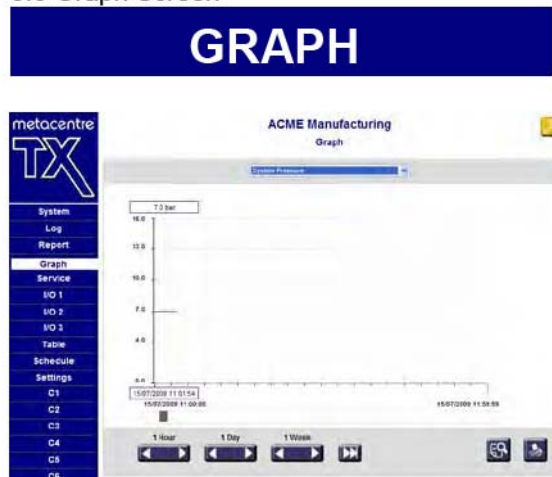 GRAPH
metacentre
TX
ACME Manufacturing
Graph
System Pressure
System
Log
Report
Graph
Service
I/O 1
I/O 2
I/O 3
Table
Schedule
Settings
C1
C2
C3
C4
C5
7.0 bar
16.0
13.0
10.0
7.0
4.0
15/07/2009 11:01:54
15/07/2009 11:00:00
15/07/2009 11:59:59
1 Hour
1 Day
1 Week